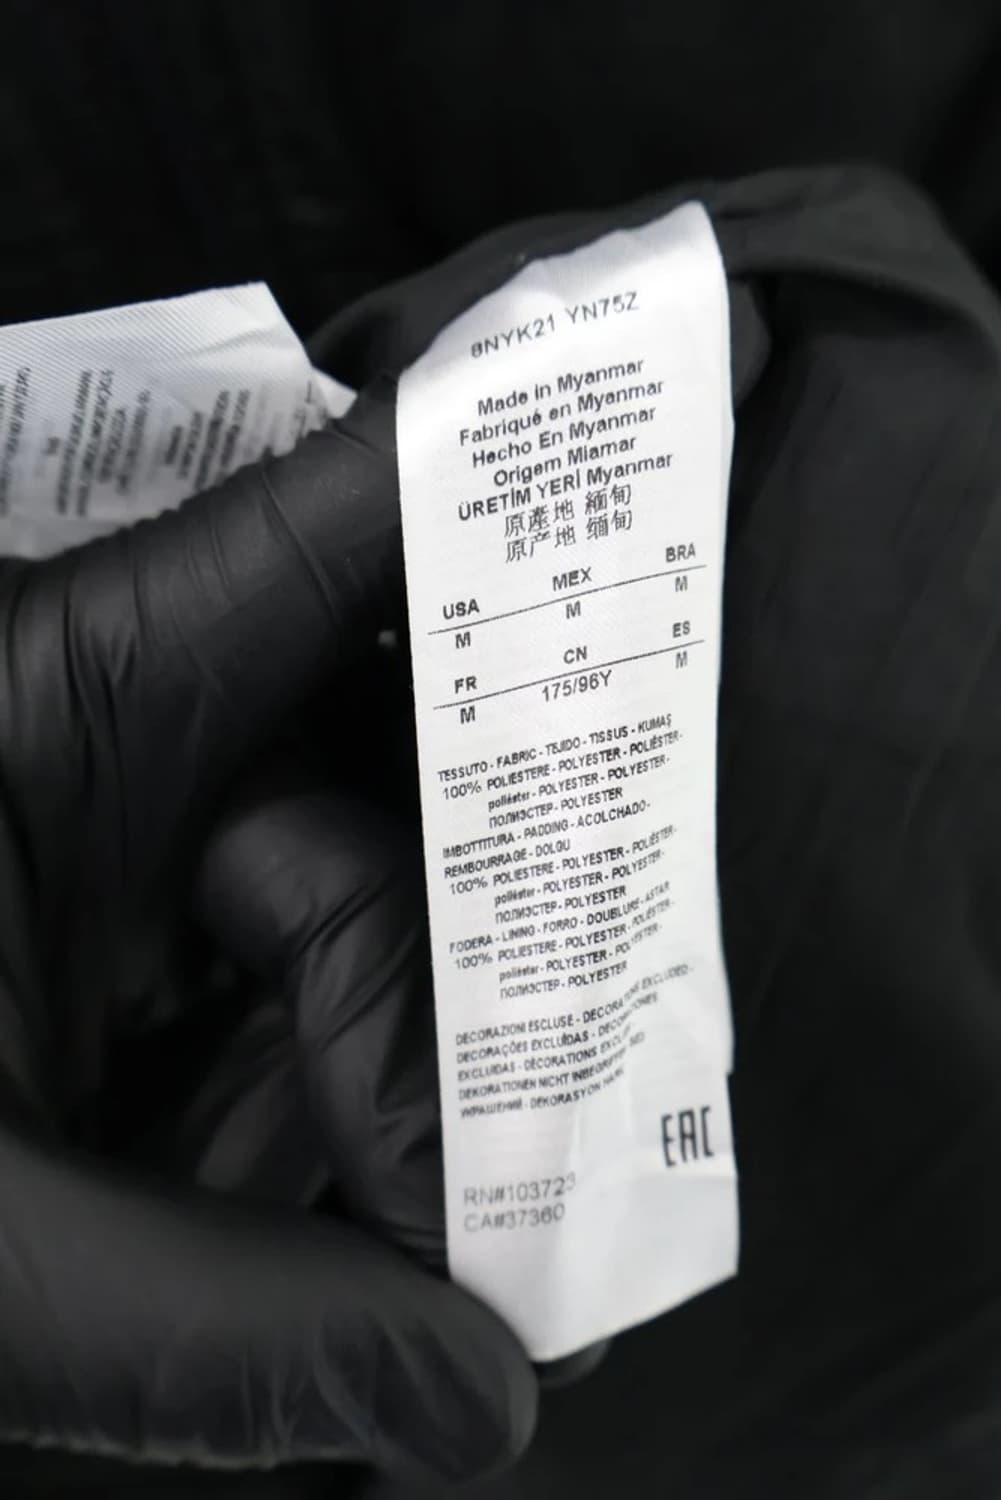 8NYK21 YN75Z
Made in Myanmar
Fabriqué en Myanmar
Hecho En Myanmar
Origem Miamar
ÜRETİM YERİ Myanmar
原產地 緬甸
原产地 缅甸
USA MEX BRA
M M M
FR CN ES
M 175/96Y M
TESSUTO - FABRIC - TEJIDO - TISSUS - KUMAŞ
100% POLIESTERE - POLYESTER - POLIÉSTER-
poliéster - POLYESTER - POLYESTER-
ПОЛИЭСТЕР - POLYESTER
IMBOTTITURA - PADDING - ACOLCHADO-
REMBOURRAGE - DOLGU
100% POLIESTERE - POLYESTER - POLIÉSTER-
poliéster - POLYESTER - POLYESTER-
ПОЛИЭСТЕР - POLYESTER
FODERA - LINING - FORRO - DOUBLURE - ASTAR
100% POLIESTERE - POLYESTER - POLIÉSTER-
poliéster - POLYESTER - POLYESTER-
ПОЛИЭСТЕР - POLYESTER
DECORAZIONI ESCLUSE - DECORATIONS EXCLUDED -
DECORAÇÕES EXCLUÍDAS - DECORACIONES
EXCLUIDAS - DÉCORATIONS
DEKORATIONEN NICHT INBEGRIFFEN
УКРАШЕНИЙ - DEKORASYON
EAC
RN#103723
CA#37360